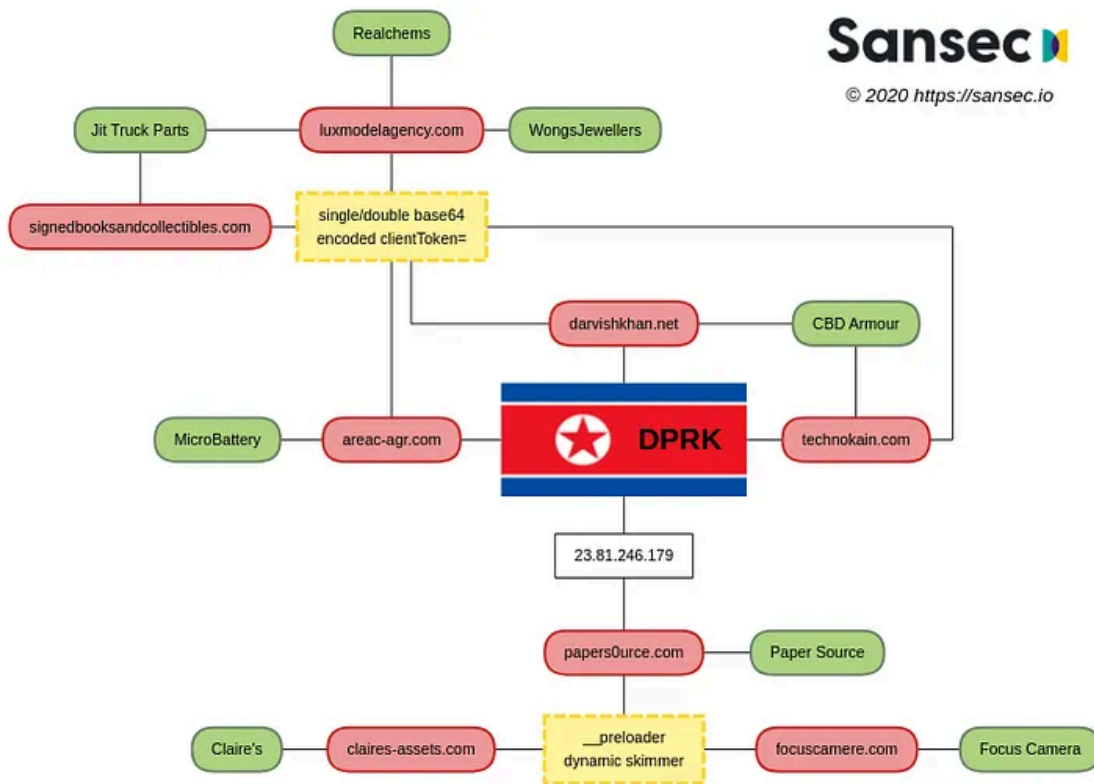 Realchems
Sansec
© 2020 https://sansec.io
Jit Truck Parts
luxmodelagency.com
WongsJewellers
signedbooksandcollectibles.com
single/double base64
encoded clientToken=
darvishkhan.net
CBD Armour
MicroBattery
areac-agr.com
DPRK
technokain.com
23.81.246.179
papers0urce.com
Paper Source
Claire's
claires-assets.com
__preloader
dynamic skimmer
focuscamere.com
Focus Camera